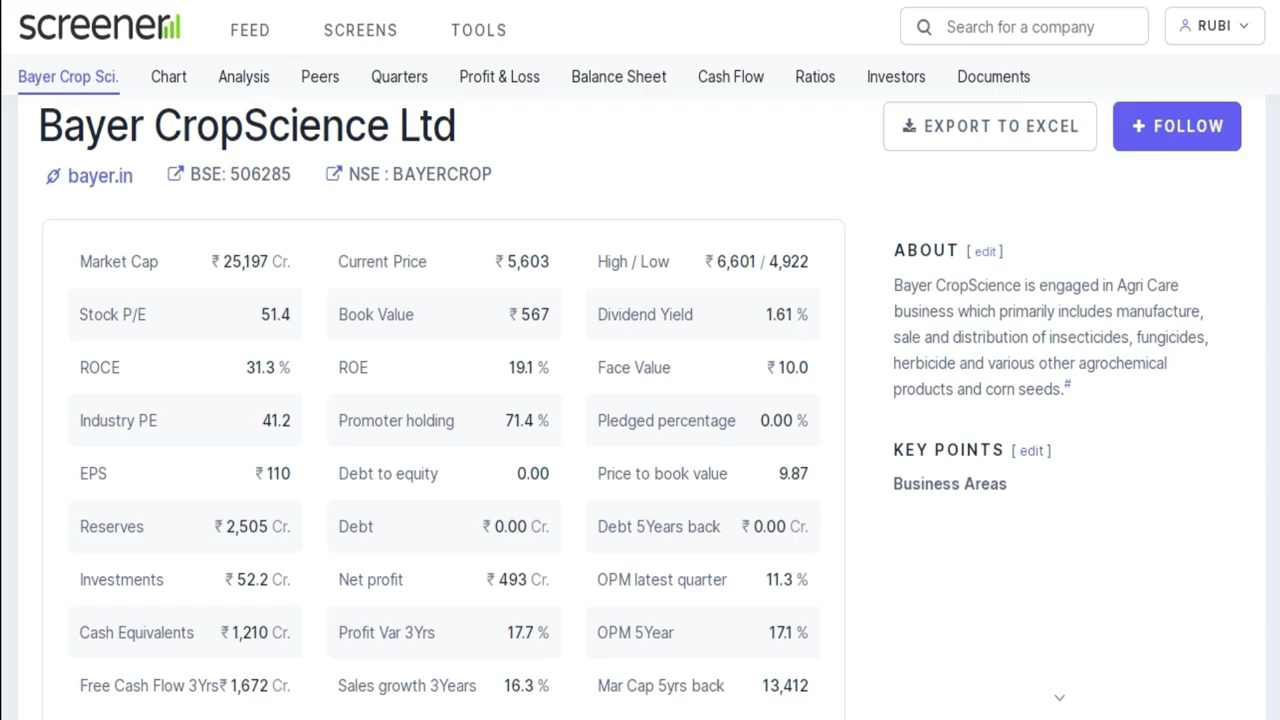 screener
FEED SCREENS TOOLS
Search for a company
RUBI
Bayer Crop Sci. Chart Analysis Peers Quarters Profit & Loss Balance Sheet Cash Flow Ratios Investors Documents
Bayer CropScience Ltd
EXPORT TO EXCEL
+ FOLLOW
bayer.in BSE: 506285 NSE : BAYERCROP
Market Cap ₹ 25,197 Cr. Current Price ₹ 5,603 High / Low ₹ 6,601 / 4,922
Stock P/E 51.4 Book Value ₹ 567 Dividend Yield 1.61 %
ROCE 31.3 % ROE 19.1 % Face Value ₹ 10.0
Industry PE 41.2 Promoter holding 71.4 % Pledged percentage 0.00 %
EPS ₹ 110 Debt to equity 0.00 Price to book value 9.87
Reserves ₹ 2,505 Cr. Debt ₹ 0.00 Cr. Debt 5Years back ₹ 0.00 Cr.
Investments ₹ 52.2 Cr. Net profit ₹ 493 Cr. OPM latest quarter 11.3 %
Cash Equivalents ₹ 1,210 Cr. Profit Var 3Yrs 17.7 % OPM 5Year 17.1 %
Free Cash Flow 3Yrs ₹ 1,672 Cr. Sales growth 3Years 16.3 % Mar Cap 5yrs back 13,412
ABOUT [ edit ]
Bayer CropScience is engaged in Agri Care
business which primarily includes manufacture,
sale and distribution of insecticides, fungicides,
herbicide and various other agrochemical
products and corn seeds.#
KEY POINTS [ edit ]
Business Areas